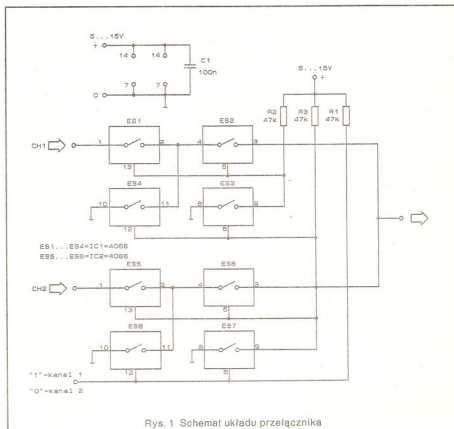 5...15V
+
14
14
C1
100n
7
7
0
5...15V
+
R2
47k
R3
47k
R1
47k
ES1
ES2
CH1
1
2
4
3
13
5
ES4
ES3
10
11
8
9
12
6
ES1...ES4=IC1=4066
ES5...ES8=IC2=4066
ES5
ES6
CH2
1
2
4
3
13
5
ES8
ES7
10
11
8
9
12
6
"1"-kanal 1
"0"-kanal 2
Rys. 1 Schemat układu przełącznika